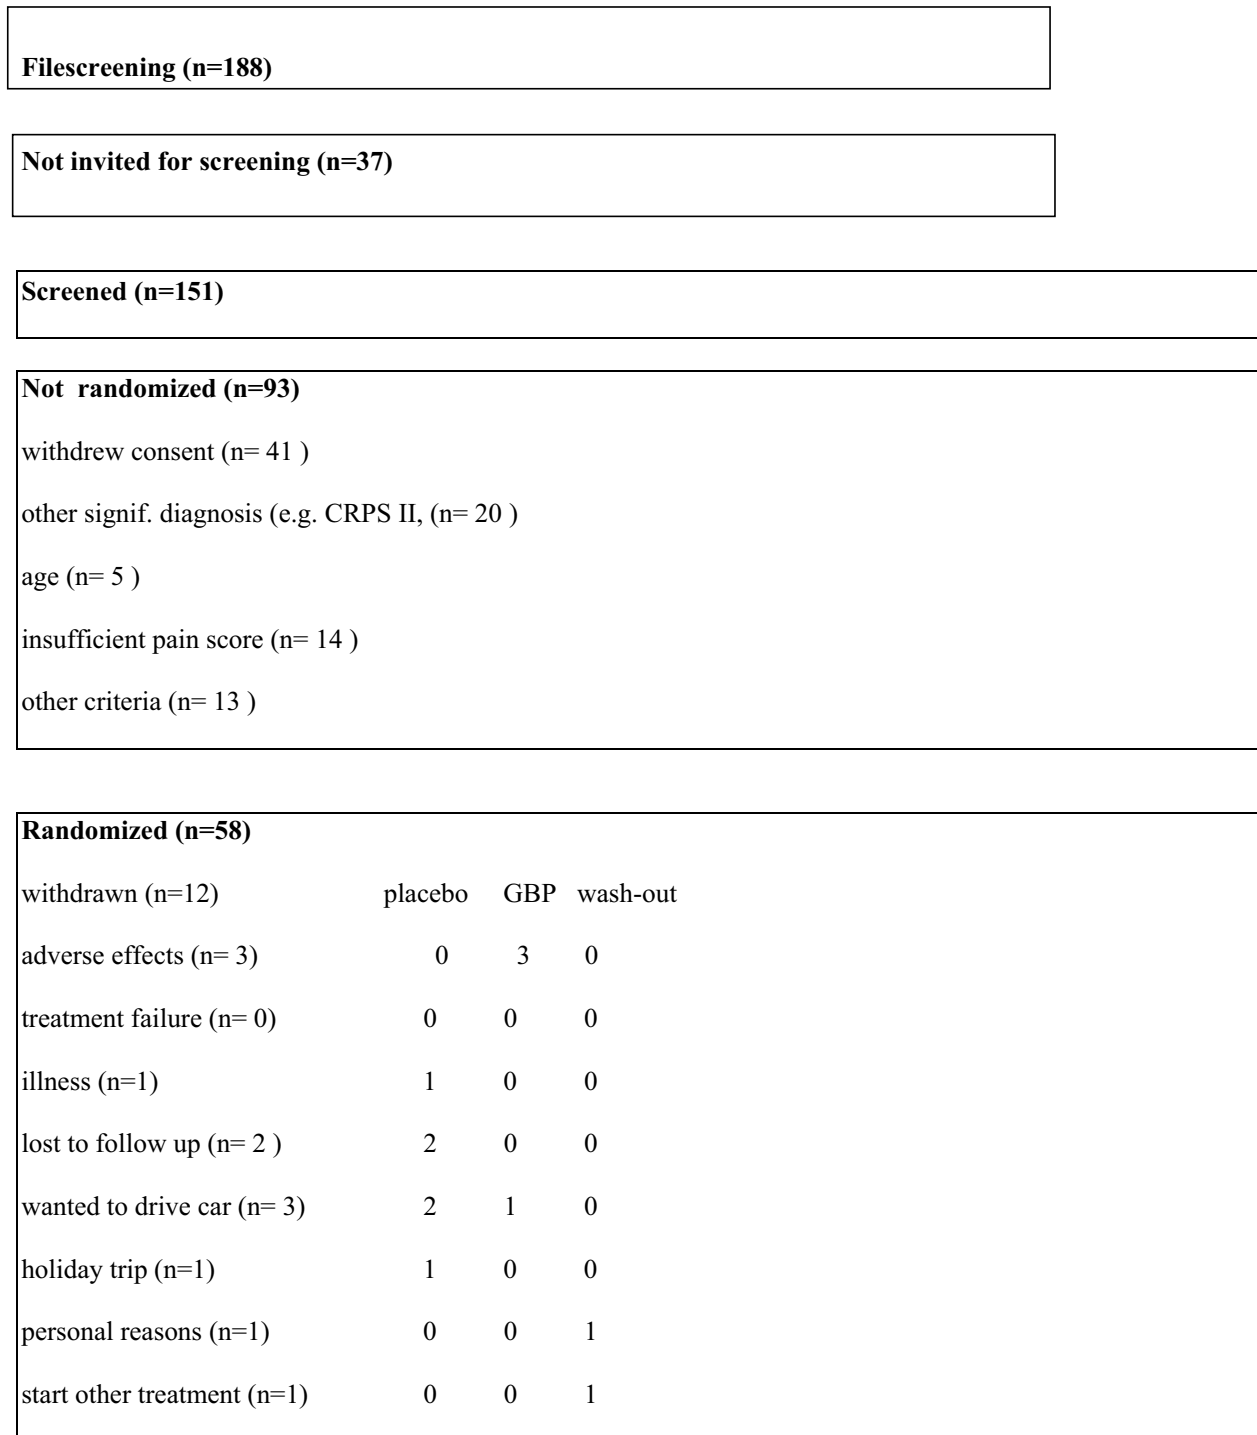 Filescreening (n=188)
Not invited for screening (n=37)
Screened (n=151)
Not  randomized (n=93)
withdrew consent (n= 41 )
other signif. diagnosis (e.g. CRPS II, (n= 20 )
age (n= 5 )
insufficient pain score (n= 14 )
other criteria (n= 13 )
Randomized (n=58)
withdrawn (n=12) placebo GBP wash-out
adverse effects (n= 3) 0 3 0
treatment failure (n= 0) 0 0 0
illness (n=1) 1 0 0
lost to follow up (n= 2 ) 2 0 0
wanted to drive car (n= 3) 2 1 0
holiday trip (n=1) 1 0 0
personal reasons (n=1) 0 0 1
start other treatment (n=1) 0 0 1